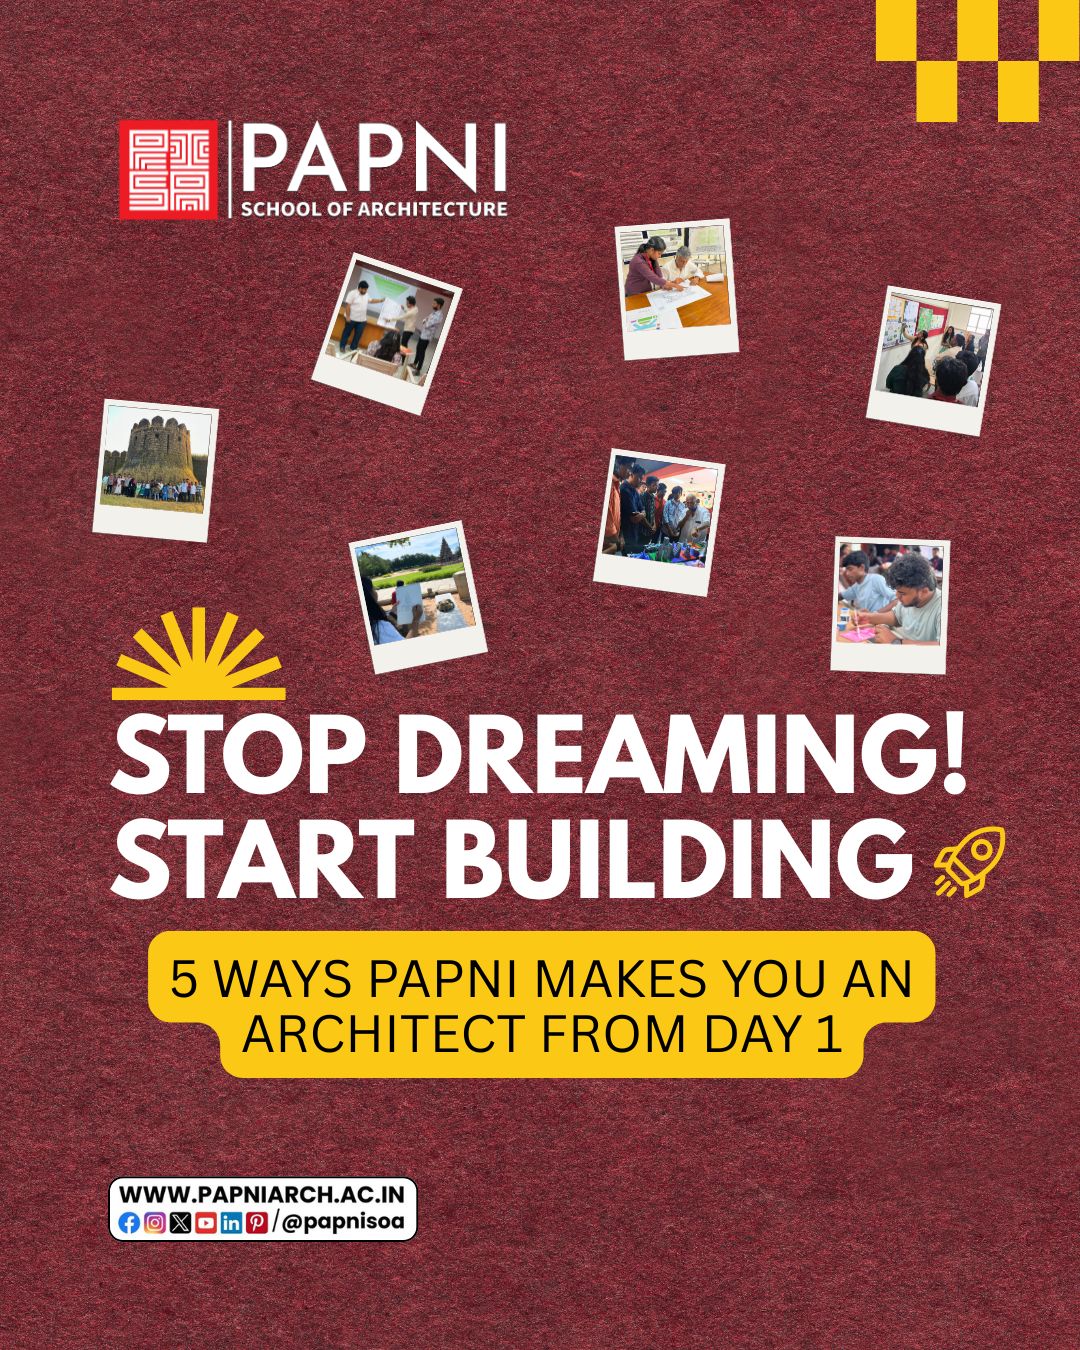 PAPNI
SCHOOL OF ARCHITECTURE
STOP DREAMING!
START BUILDING
5 WAYS PAPNI MAKES YOU AN
ARCHITECT FROM DAY 1
WWW.PAPNIARCH.AC.IN
/@papnisoa